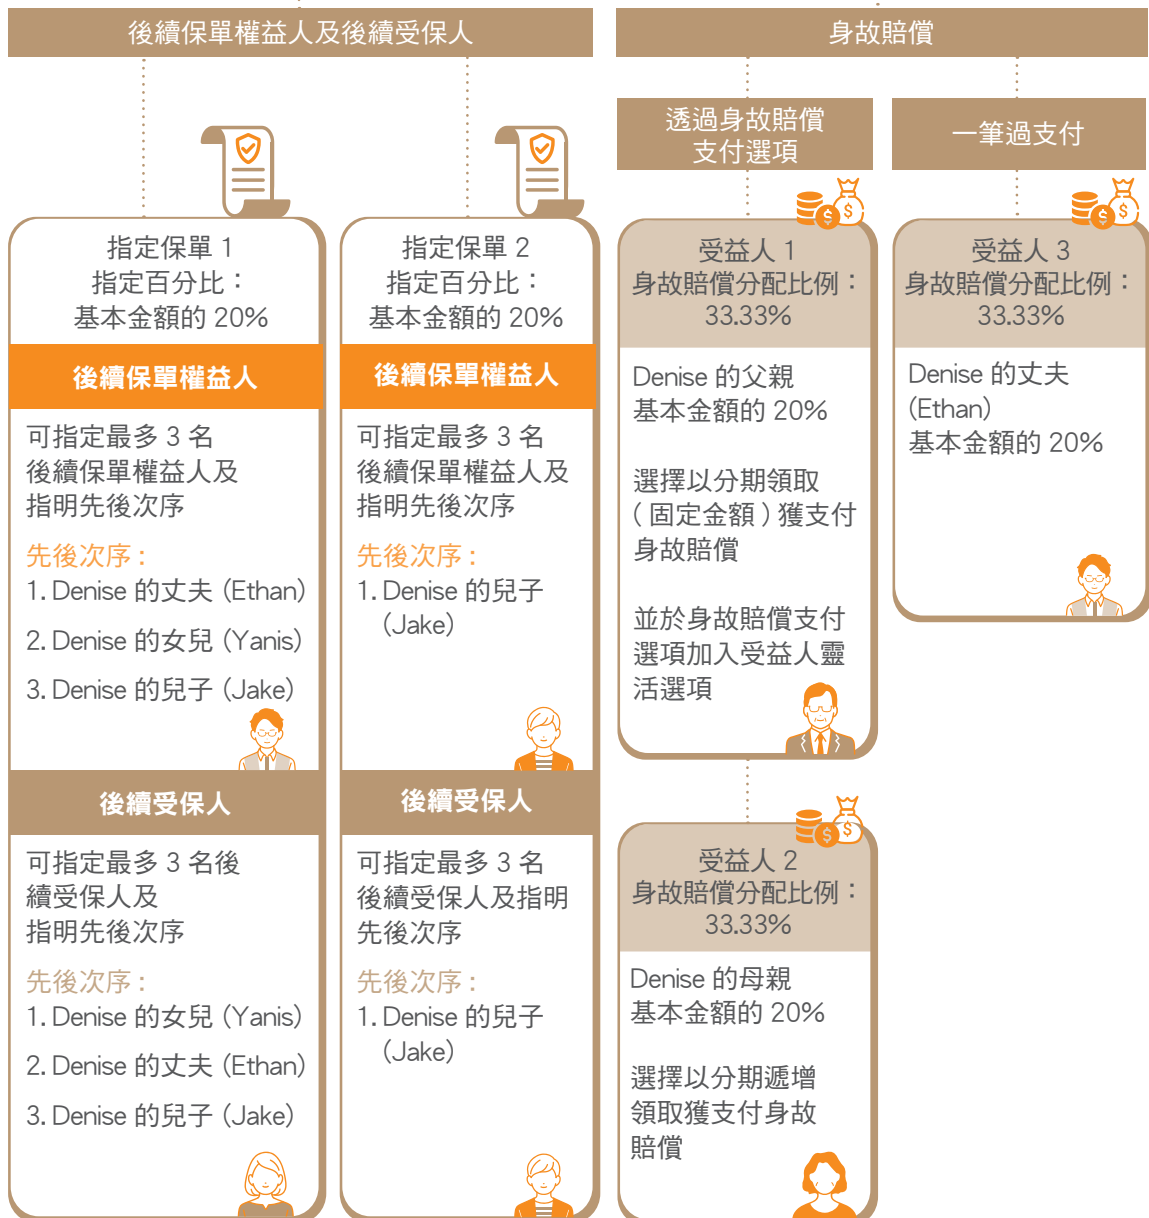 後續保單權益人及後續受保人
指定保單 1
指定百分比：
基本金額的 20%
後續保單權益人
可指定最多 3 名
後續保單權益人及
指明先後次序
先後次序 :
1. Denise 的丈夫 (Ethan)
2. Denise 的女兒 (Yanis)
3. Denise 的兒子 (Jake)
後續受保人
可指定最多 3 名後
續受保人及
指明先後次序
先後次序 :
1. Denise 的女兒 (Yanis)
2. Denise 的丈夫 (Ethan)
3. Denise 的兒子 (Jake)
指定保單 2
指定百分比：
基本金額的 20%
後續保單權益人
可指定最多 3 名
後續保單權益人及
指明先後次序
先後次序 :
1. Denise 的兒子
(Jake)
後續受保人
可指定最多 3 名
後續受保人及指明
先後次序
先後次序 :
1. Denise 的兒子
(Jake)
身故賠償
透過身故賠償
支付選項
$
$
受益人 1
身故賠償分配比例：
33.33%
Denise 的父親
基本金額的 20%
選擇以分期領取
( 固定金額 ) 獲支付
身故賠償
並於身故賠償支付
選項加入受益人靈
活選項
$
$
受益人 2
身故賠償分配比例：
33.33%
Denise 的母親
基本金額的 20%
選擇以分期遞增
領取獲支付身故
賠償
一筆過支付
$
$
受益人 3
身故賠償分配比例：
33.33%
Denise 的丈夫
(Ethan)
基本金額的 20%